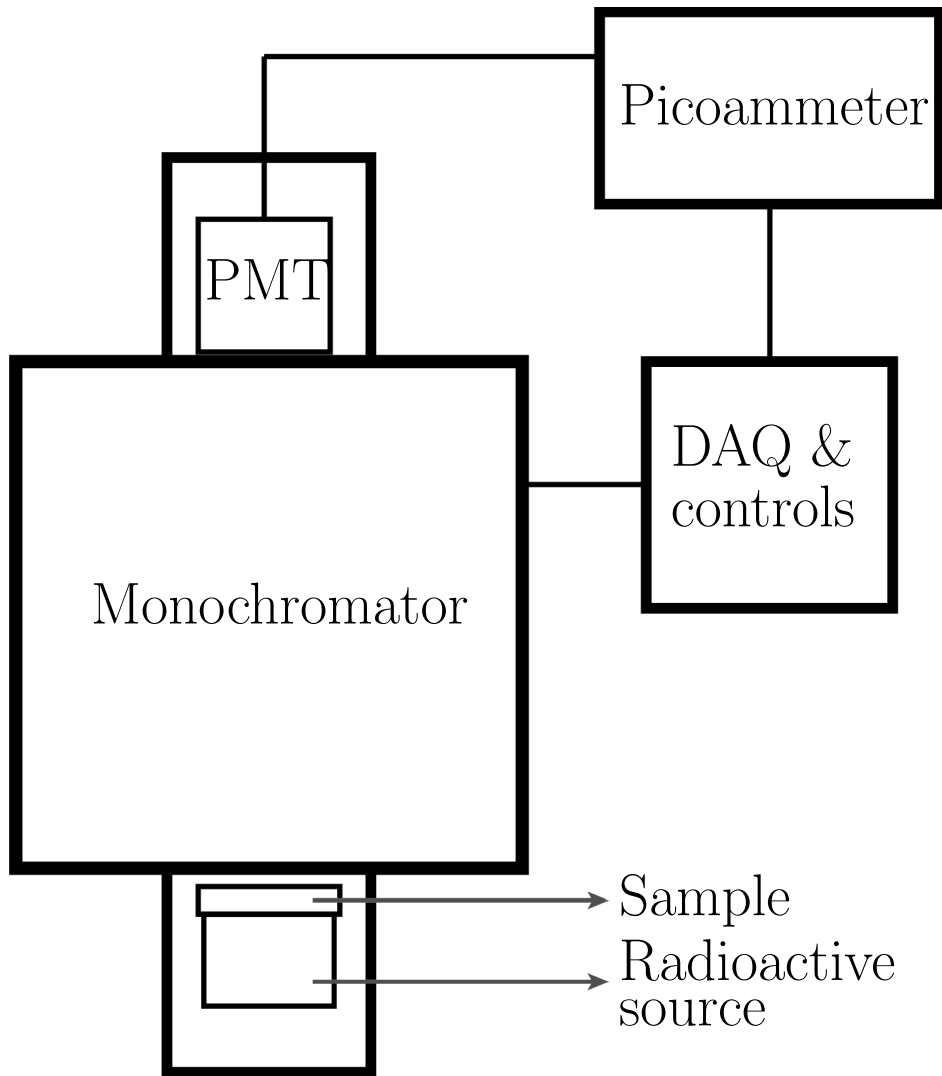 Picoammeter
PMT
DAQ &
controls
Monochromator
Sample
Radioactive
source